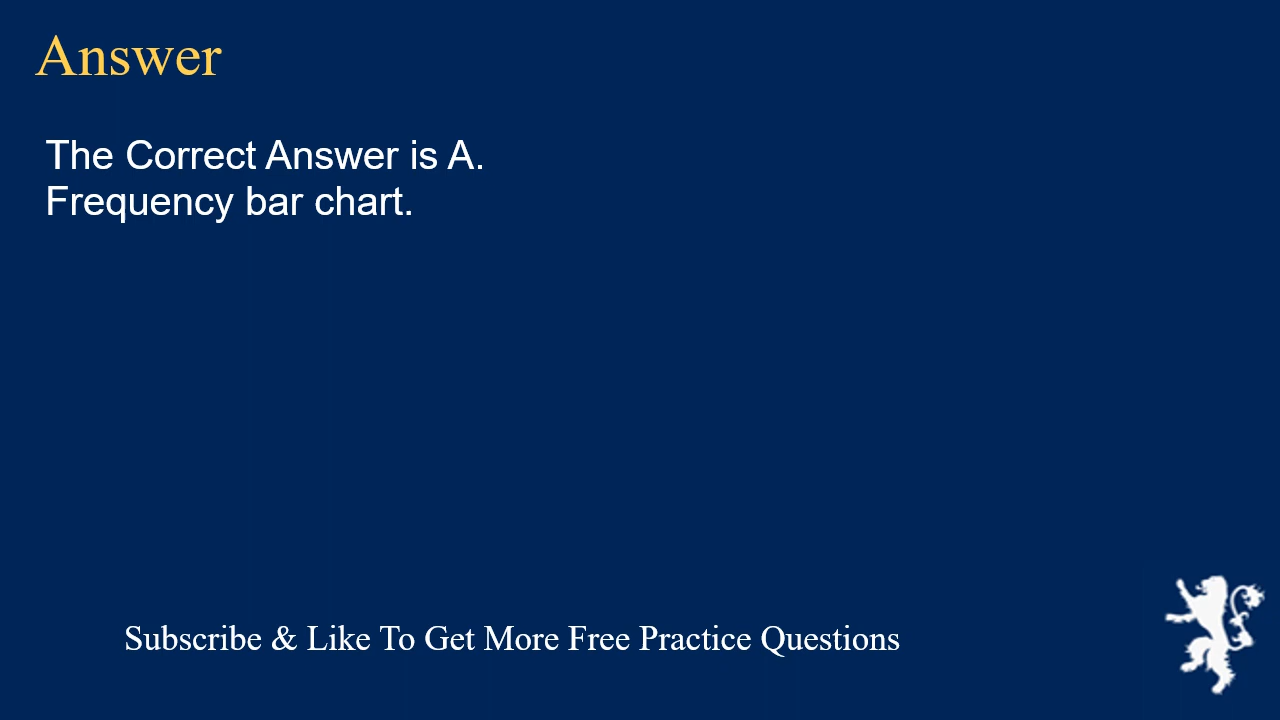 Answer
The Correct Answer is A.
Frequency bar chart.
Subscribe & Like To Get More Free Practice Questions